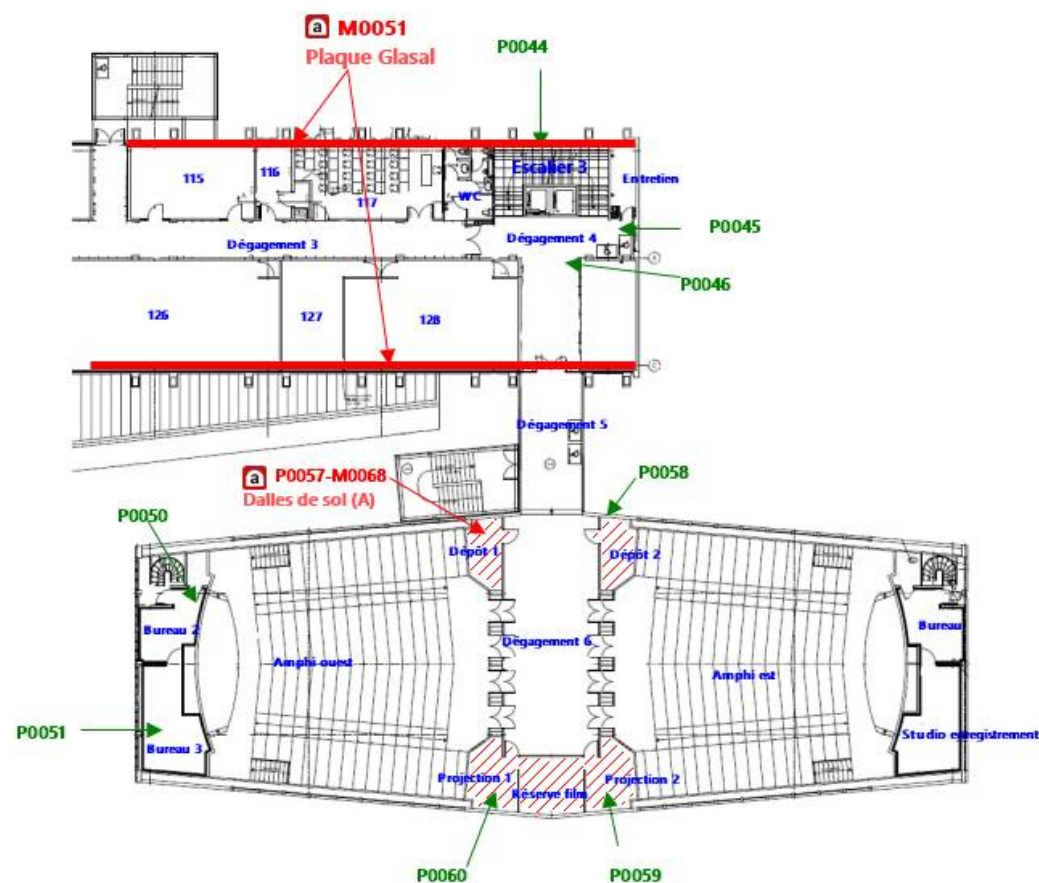 a M0051
Plaque Glasal
P0044
115
116
117
WC
Escalier 3
Entretien
Dégagement 3
Dégagement 4
P0045
P0046
126
127
128
Dégagement 5
a P0057-M0068
Dalles de sol (A)
P0058
P0050
Dépôt 1
Dépôt 2
Bureau 2
Dégagement 6
Bureau
Amphi ouest
Amphi est
P0051
Bureau 3
Studio enregistrement
Projection 1
Réserve film
Projection 2
P0060
P0059